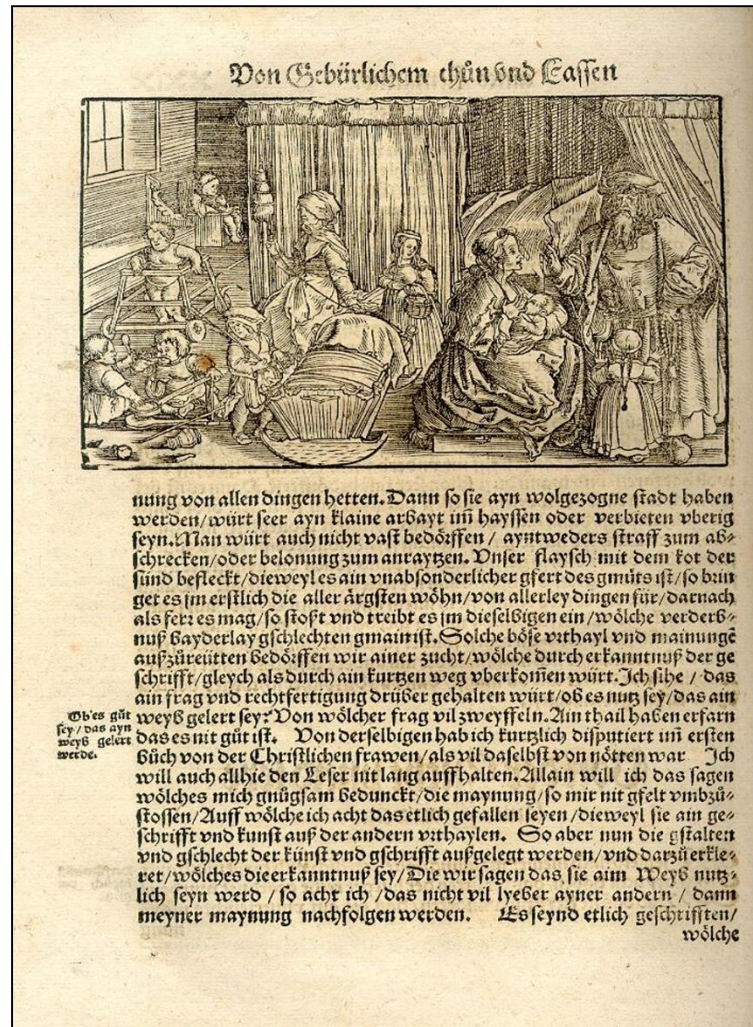 Von Gebürlichem thůn vnd Lassen
nung von allen dingen hetten. Dann so sie ayn wolgezogne stadt haben
werden/würt seer ayn klaine arbayt im̃ hayssen oder verbieten vberig
seyn. Man würt auch nicht vast bedörffen / ayntweders straff zum ab⸗
schrecken/oder belonung zum anraytzen. Vnser flaysch mit dem kot der
sünd befleckt/dieweyl es ain vnabsonderlicher gfert des gmůts ist/so brin
get es jm erstlich die aller ärgsten wöhn/von allerley dingen für/darnach
als ferr es mag/so stoßt vnd treibt es jm dieselbigen ein/wölche verderb⸗
nuß bayderlay gschlechten gmain ist. Solche böse vrthayl vnd mainungẽ
außzůreütten bedörffen wir ainer zucht/wölche durch erkanntnuß der ge
schrifft/gleych als durch ain kurtzen weg vberkom̃en würt. Ich sihe / das
ain frag vnd rechtfertigung drüber gehalten würt/ob es nutz sey/das ain
weyb gelert sey: Von wölcher frag vil zweyffeln. Ain thail haben erfarn
das es nit gůt ist. Von derselbigen hab ich kurtzlich disputiert im̃ ersten
bůch von der Christlichen frawen/als vil daselbst von nötten war Ich
will auch allhie den Leser nit lang auffhalten. Allain will ich das sagen
wölches mich gnůgsam bedunckt/die maynung/so mir nit gfelt vmbzů⸗
stossen/Auff wölche ich acht das etlich gefallen seyen /dieweyl sie ain ge⸗
schrifft vnd kunst auß der andern vrthaylen. So aber nun die gstalten
vnd gschlecht der künst vnd gschrifft außgelegt werden/vnd darzů erkle⸗
ret/wölches die erkanntnuß sey/Die wir sagen das sie aim Weyb nutz⸗
lich seyn werd / so acht ich /das nicht vil lyeber ayner andern / dann
meyner maynung nachfolgen werden. Es seynd etlich geschrifften/
wölche
Ob es gůt
sey / das ayn
weyb gelert
werde.